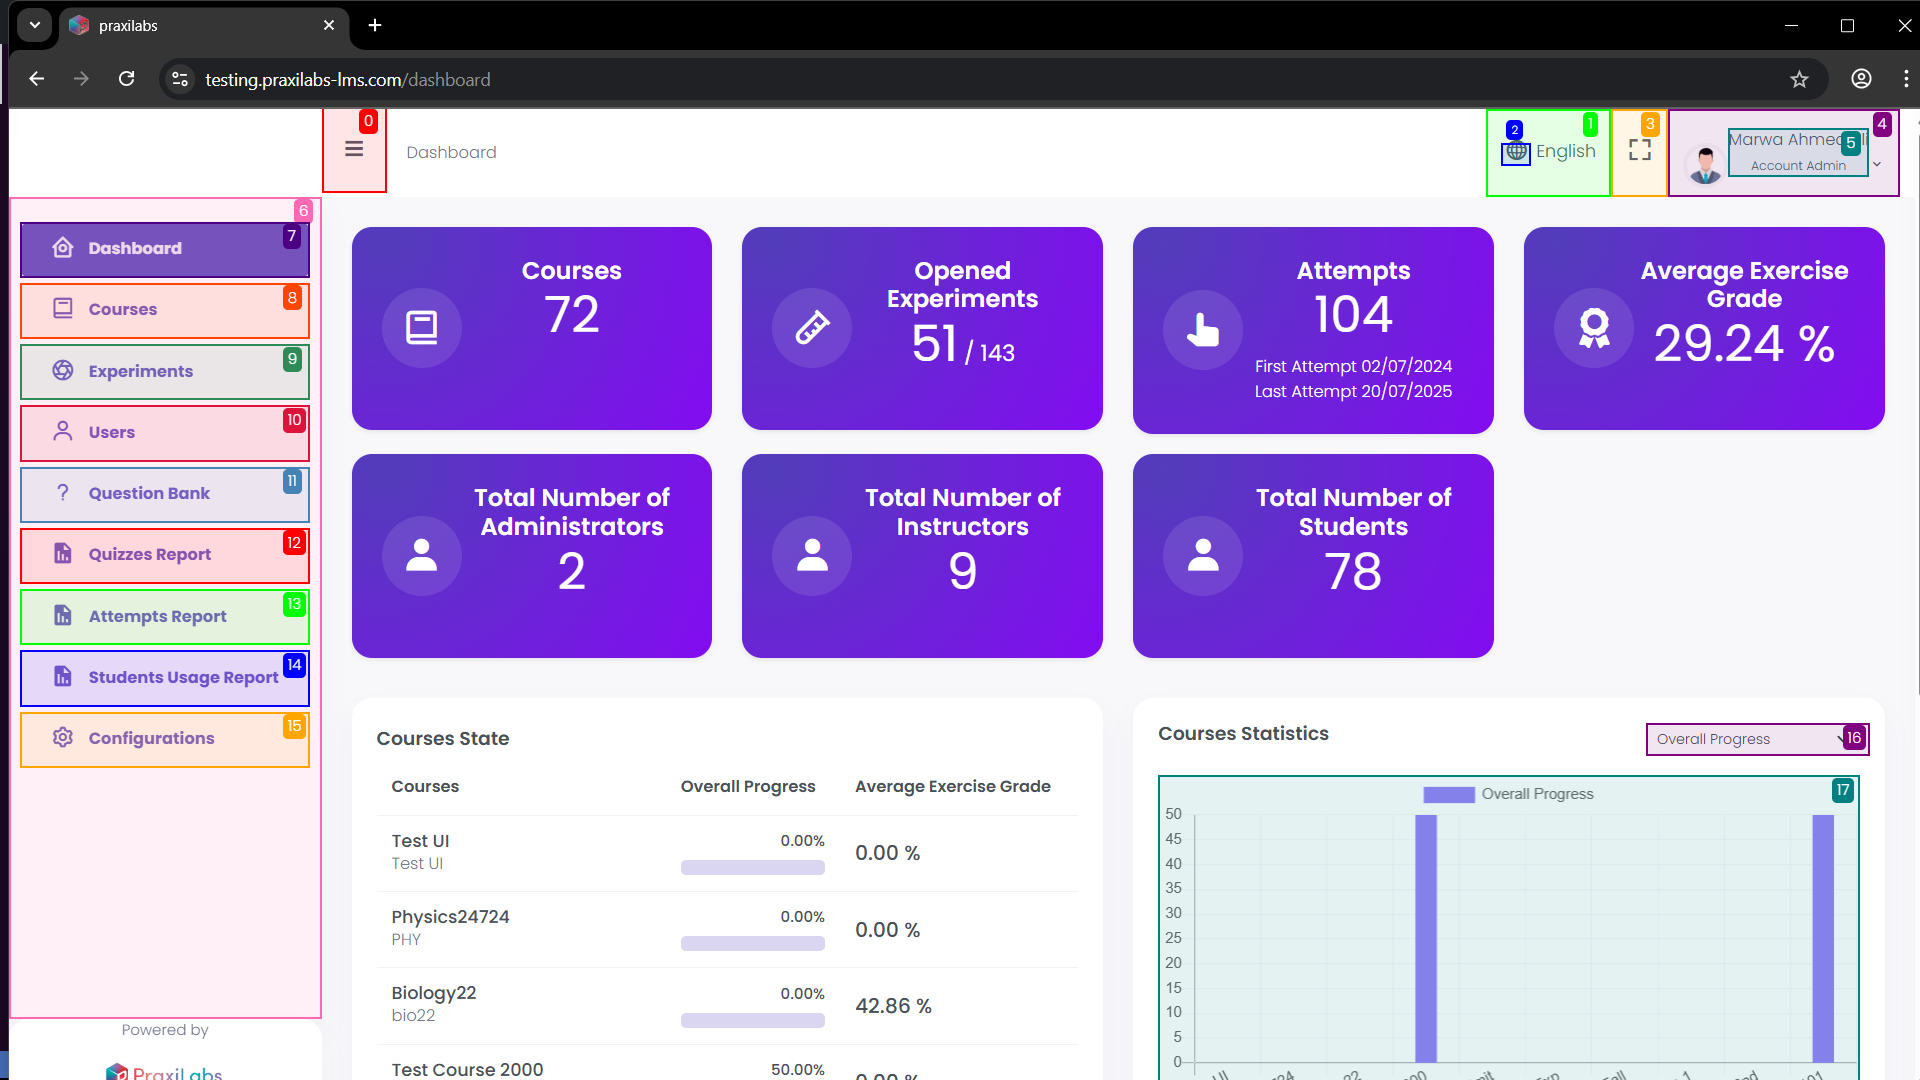 praxilabs
testing.praxilabs-lms.com/dashboard
0
Dashboard
2
1
English
3
4
Marwa Ahmed
5
Account Admin
6
Dashboard
7
Courses
8
Experiments
9
Users
10
Question Bank
11
Quizzes Report
12
Attempts Report
13
Students Usage Report
14
Configurations
15
Powered by
PraxiLabs
Courses
72
Opened
Experiments
51 / 143
Attempts
104
First Attempt 02/07/2024
Last Attempt 20/07/2025
Average Exercise
Grade
29.24 %
Total Number of
Administrators
2
Total Number of
Instructors
9
Total Number of
Students
78
Courses State
Courses Overall Progress Average Exercise Grade
Test UI
Test UI
0.00%
0.00 %
Physics24724
PHY
0.00%
0.00 %
Biology22
bio22
0.00%
42.86 %
Test Course 2000
50.00%
Courses Statistics
Overall Progress
16
17
Overall Progress
50
45
40
35
30
25
20
15
10
5
0